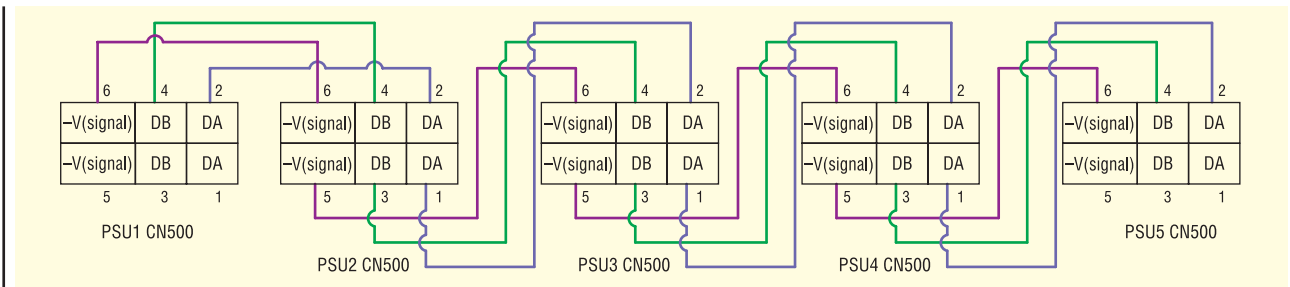 6 4 2 6 4 2 6 4 2 6 4 2 6 4 2
–V(signal) DB DA –V(signal) DB DA –V(signal) DB DA –V(signal) DB DA –V(signal) DB DA
–V(signal) DB DA –V(signal) DB DA –V(signal) DB DA –V(signal) DB DA –V(signal) DB DA
5 3 1 5 3 1 5 3 1 5 3 1 5 3 1
PSU1 CN500
PSU2 CN500
PSU3 CN500
PSU4 CN500
PSU5 CN500